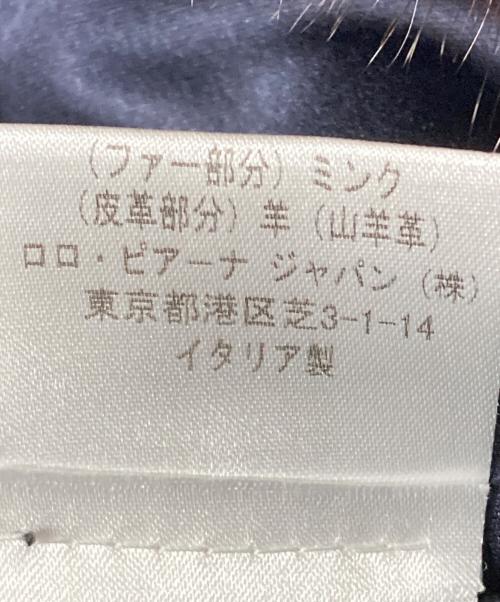 （ファー部分）ミンク
（皮革部分）羊（山羊革）
ロロ・ピアーナ ジャパン（株）
東京都港区芝3-1-14
イタリア製